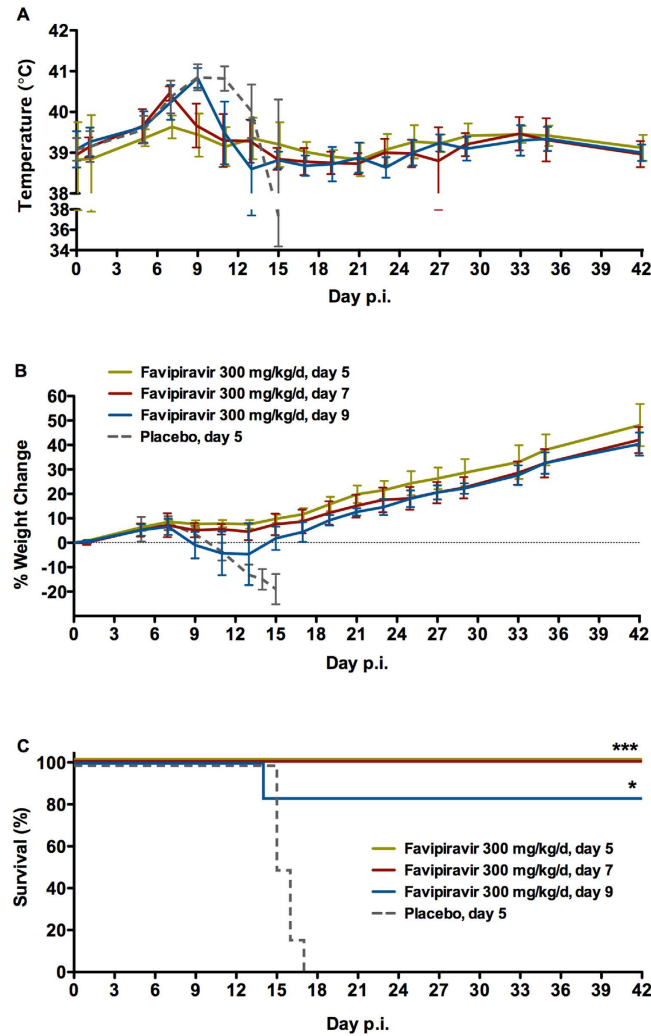 A
Temperature (°C)
42
41
40
39
38
38
36
34
0 3 6 9 12 15 18 21 24 27 30 33 36 39 42
Day p.i.
B
Favipiravir 300 mg/kg/d, day 5
Favipiravir 300 mg/kg/d, day 7
Favipiravir 300 mg/kg/d, day 9
Placebo, day 5
% Weight Change
60
50
40
30
20
10
0
-10
-20
0 3 6 9 12 15 18 21 24 27 30 33 36 39 42
Day p.i.
C
Survival (%)
100
80
60
40
20
0
***
*
Favipiravir 300 mg/kg/d, day 5
Favipiravir 300 mg/kg/d, day 7
Favipiravir 300 mg/kg/d, day 9
Placebo, day 5
0 3 6 9 12 15 18 21 24 27 30 33 36 39 42
Day p.i.